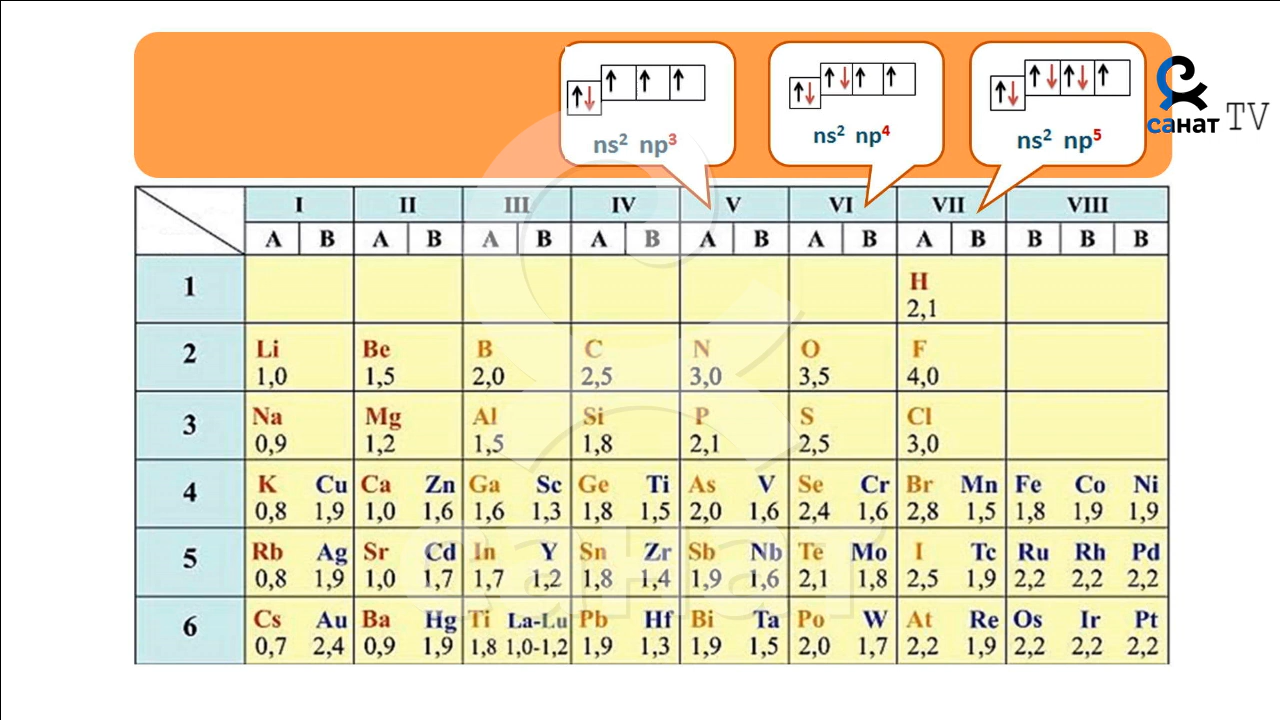 ns² np³
ns² np⁴
ns² np⁵
санат TV
I II III IV V VI VII VIII
A B A B A B A B A B A B A B B B B
1 H
2,1
2 Li Be B C N O F
1,0 1,5 2,0 2,5 3,0 3,5 4,0
3 Na Mg Al Si P S Cl
0,9 1,2 1,5 1,8 2,1 2,5 3,0
4 K Cu Ca Zn Ga Sc Ge Ti As V Se Cr Br Mn Fe Co Ni
0,8 1,9 1,0 1,6 1,6 1,3 1,8 1,5 2,0 1,6 2,4 1,6 2,8 1,5 1,8 1,9 1,9
5 Rb Ag Sr Cd In Y Sn Zr Sb Nb Te Mo I Tc Ru Rh Pd
0,8 1,9 1,0 1,7 1,7 1,2 1,8 1,4 1,9 1,6 2,1 1,8 2,5 1,9 2,2 2,2 2,2
6 Cs Au Ba Hg Ti La-Lu Pb Hf Bi Ta Po W At Re Os Ir Pt
0,7 2,4 0,9 1,9 1,8 1,0-1,2 1,9 1,3 1,9 1,5 2,0 1,7 2,2 1,9 2,2 2,2 2,2
санат